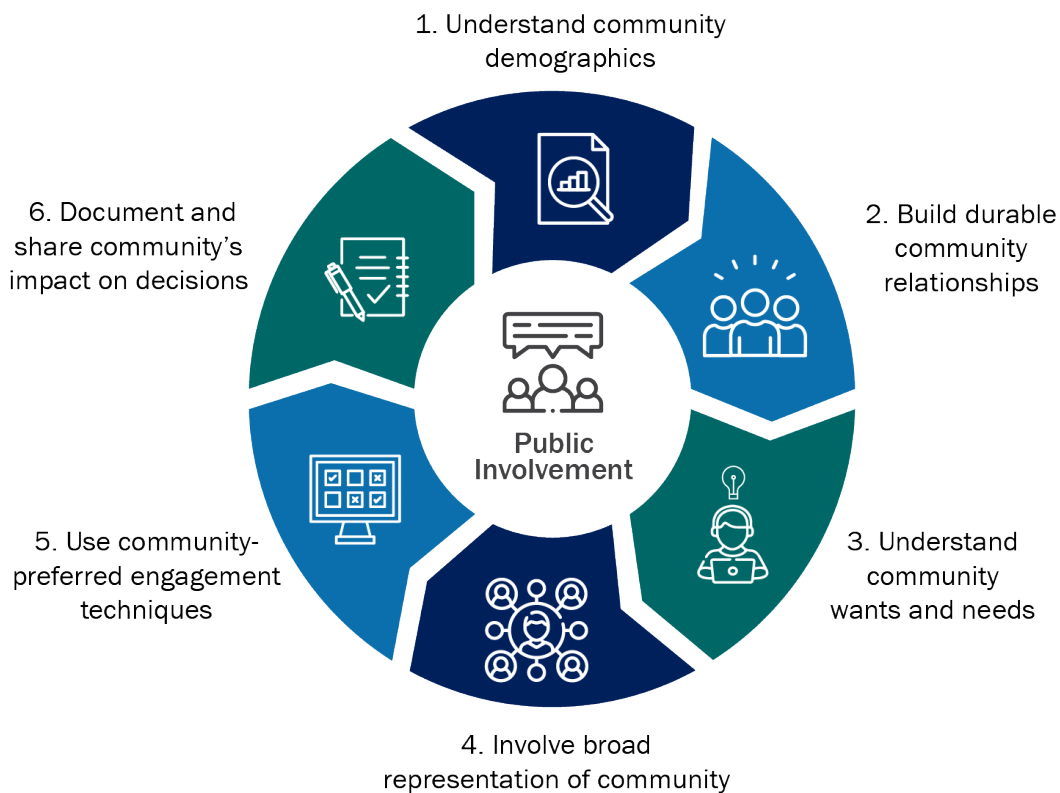 1. Understand community
demographics
2. Build durable
community
relationships
3. Understand
community
wants and needs
4. Involve broad
representation of community
5. Use community-
preferred engagement
techniques
6. Document and
share community’s
impact on decisions
Public
Involvement